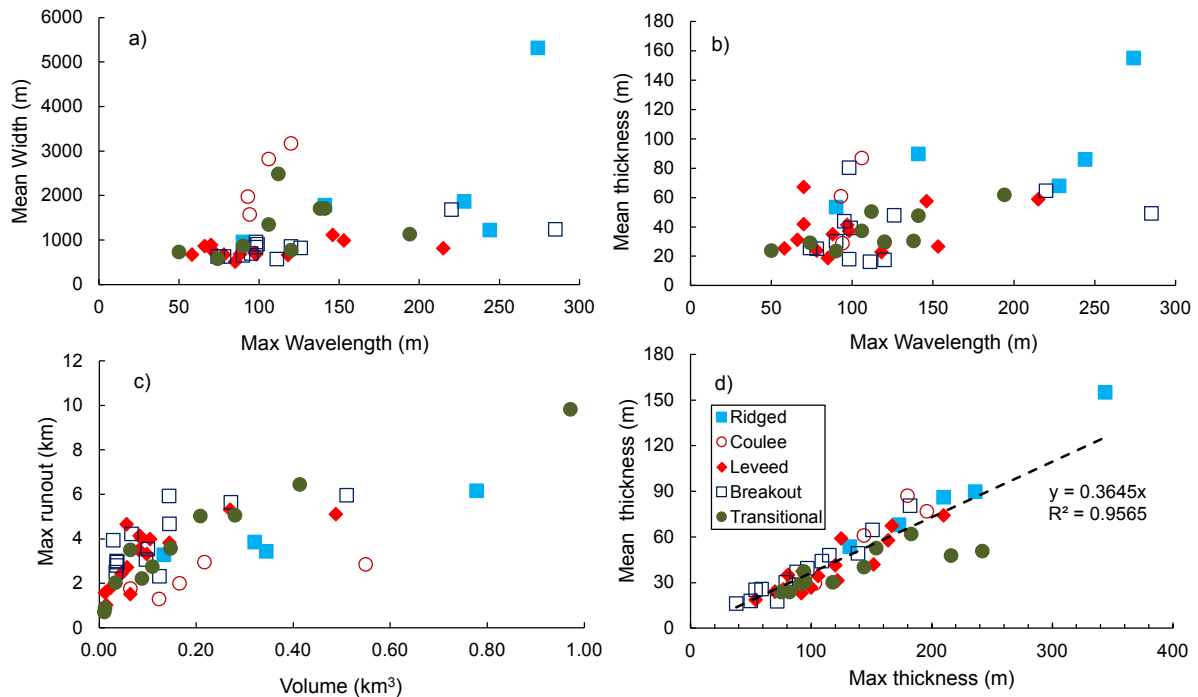 a)
Mean Width (m)
6000
5000
4000
3000
2000
1000
0
0 50 100 150 200 250 300
Max Wavelength (m)
b)
Mean thickness (m)
180
160
140
120
100
80
60
40
20
0
0 50 100 150 200 250 300
Max Wavelength (m)
c)
Max runout (km)
12
10
8
6
4
2
0
0.00 0.20 0.40 0.60 0.80 1.00
Volume (km³)
d)
Mean thickness (m)
180
150
120
90
60
30
0
0 100 200 300 400
Max thickness (m)
Ridged
Coulee
Leveed
Breakout
Transitional
y = 0.3645x
R² = 0.9565